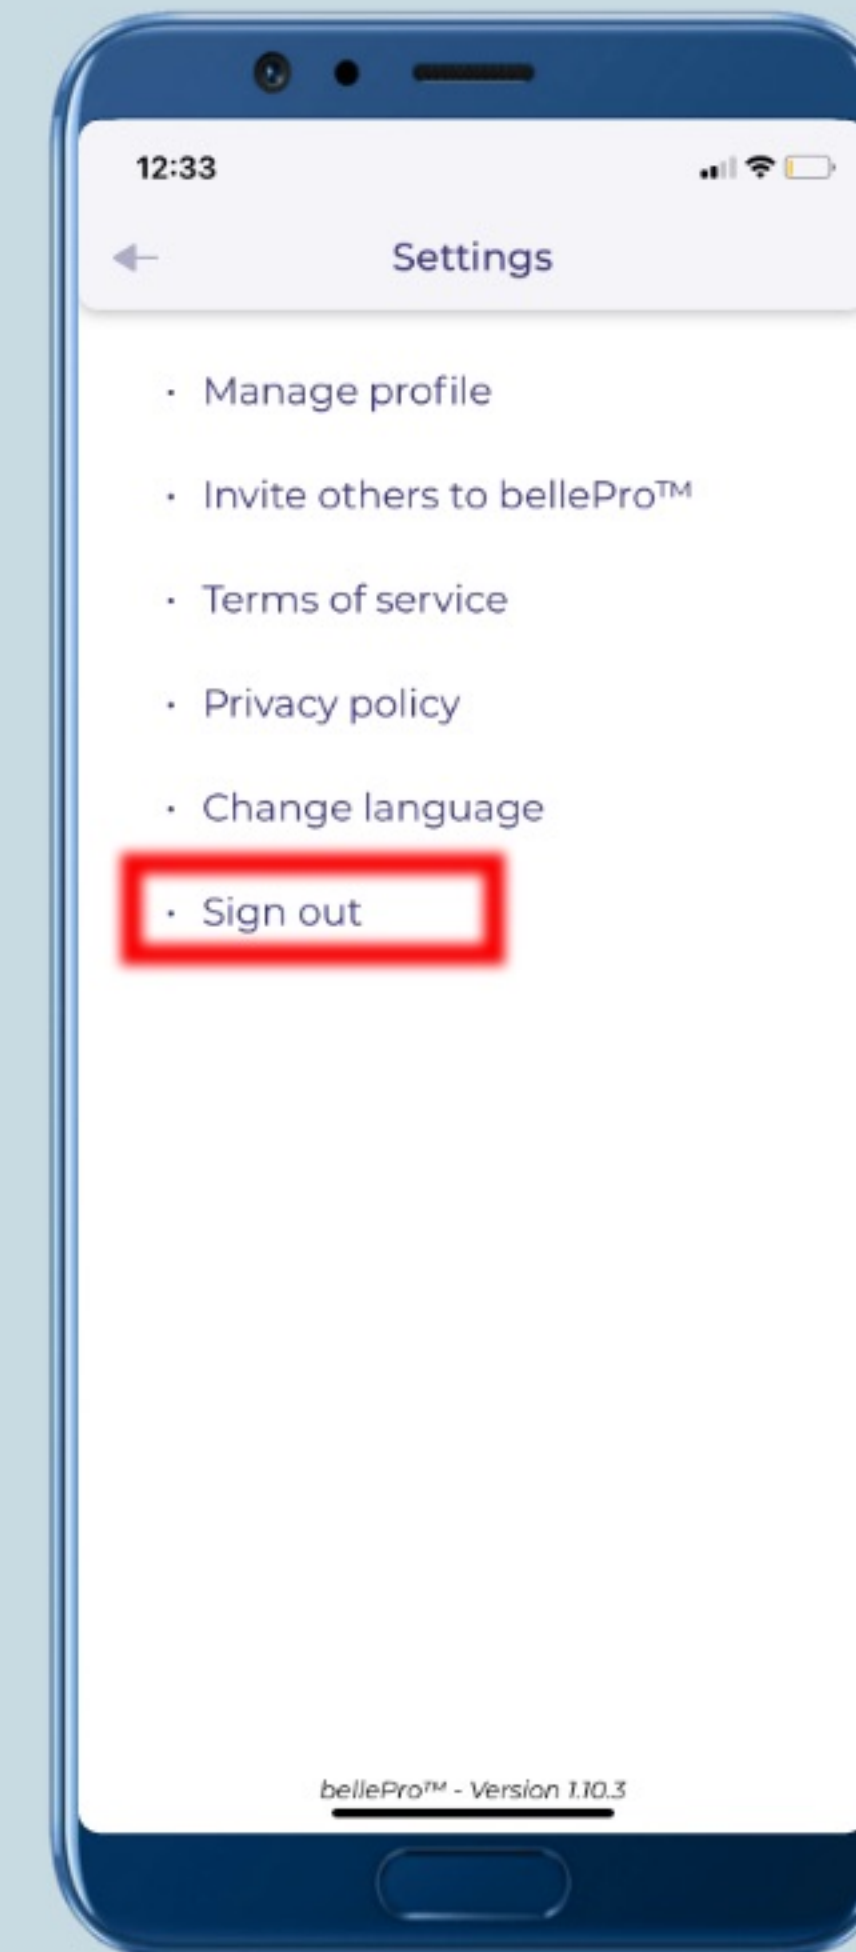 12:33
Settings
· Manage profile
· Invite others to bellePro™
· Terms of service
· Privacy policy
· Change language
· Sign out
bellePro™ - Version 1.10.3